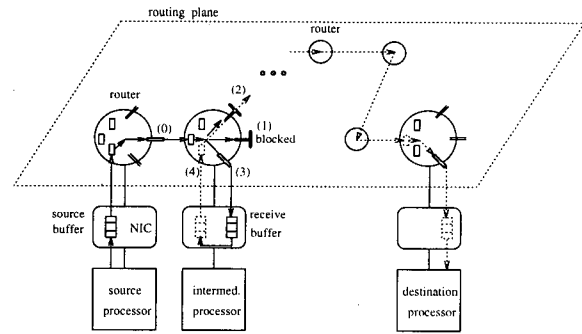 routing plane
router
router
(2)
(0)
(1)
blocked
(4)
(3)
source
buffer
NIC
receive
buffer
source
processor
intermed.
processor
destination
processor